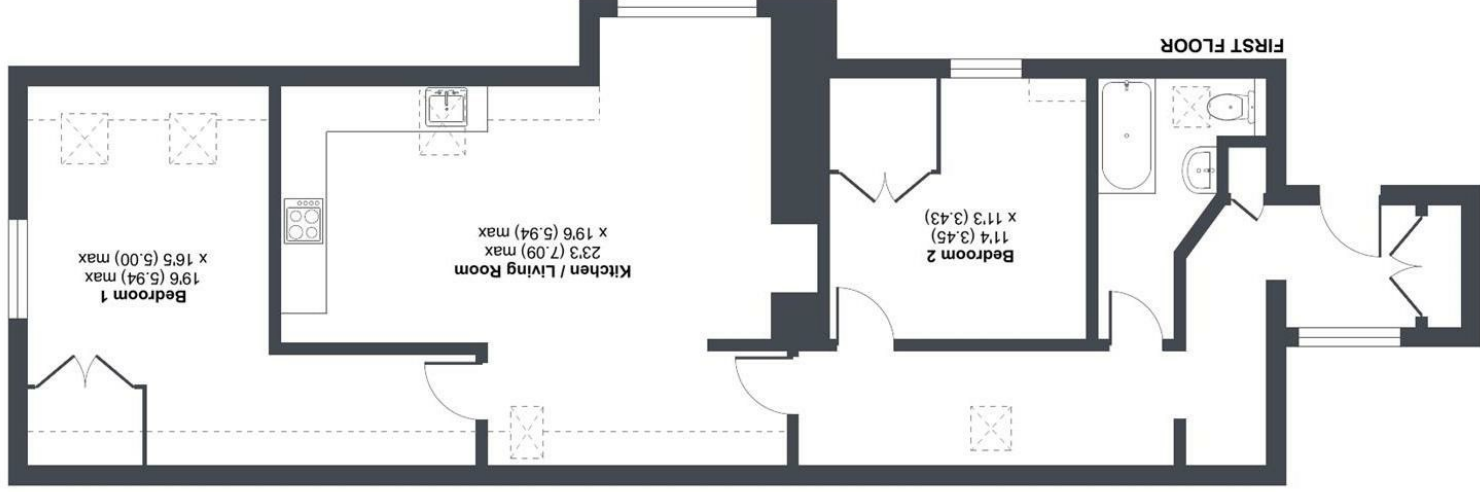 Bedroom 2
11'4 (3.45)
x 11'3 (3.43)
Kitchen / Living Room
23'3 (7.09) max
x 19'6 (5.94) max
Bedroom 1
19'6 (5.94) max
x 16'5 (5.00) max
FIRST FLOOR